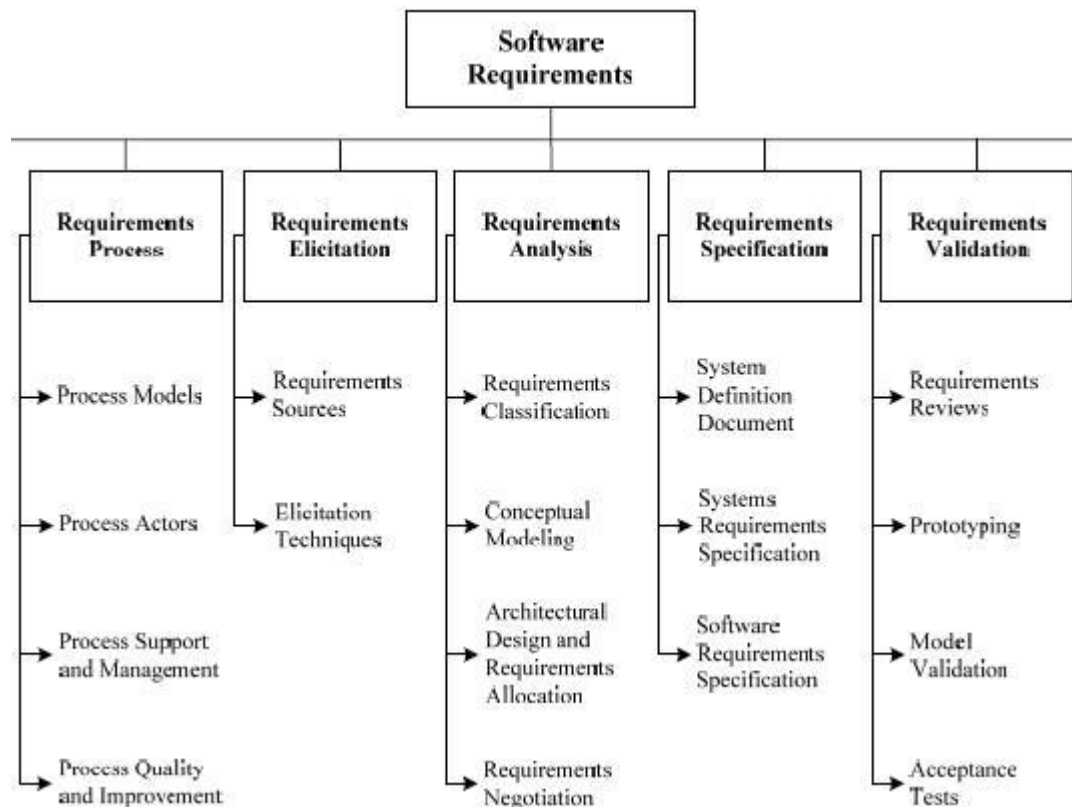 Software
Requirements
Requirements
Process
Process Models
Process Actors
Process Support
and Management
Process Quality
and Improvement
Requirements
Elicitation
Requirements
Sources
Elicitation
Techniques
Requirements
Analysis
Requirements
Classification
Conceptual
Modeling
Architectural
Design and
Requirements
Allocation
Requirements
Negotiation
Requirements
Specification
System
Definition
Document
Systems
Requirements
Specification
Software
Requirements
Specification
Requirements
Validation
Requirements
Reviews
Prototyping
Model
Validation
Acceptance
Tests